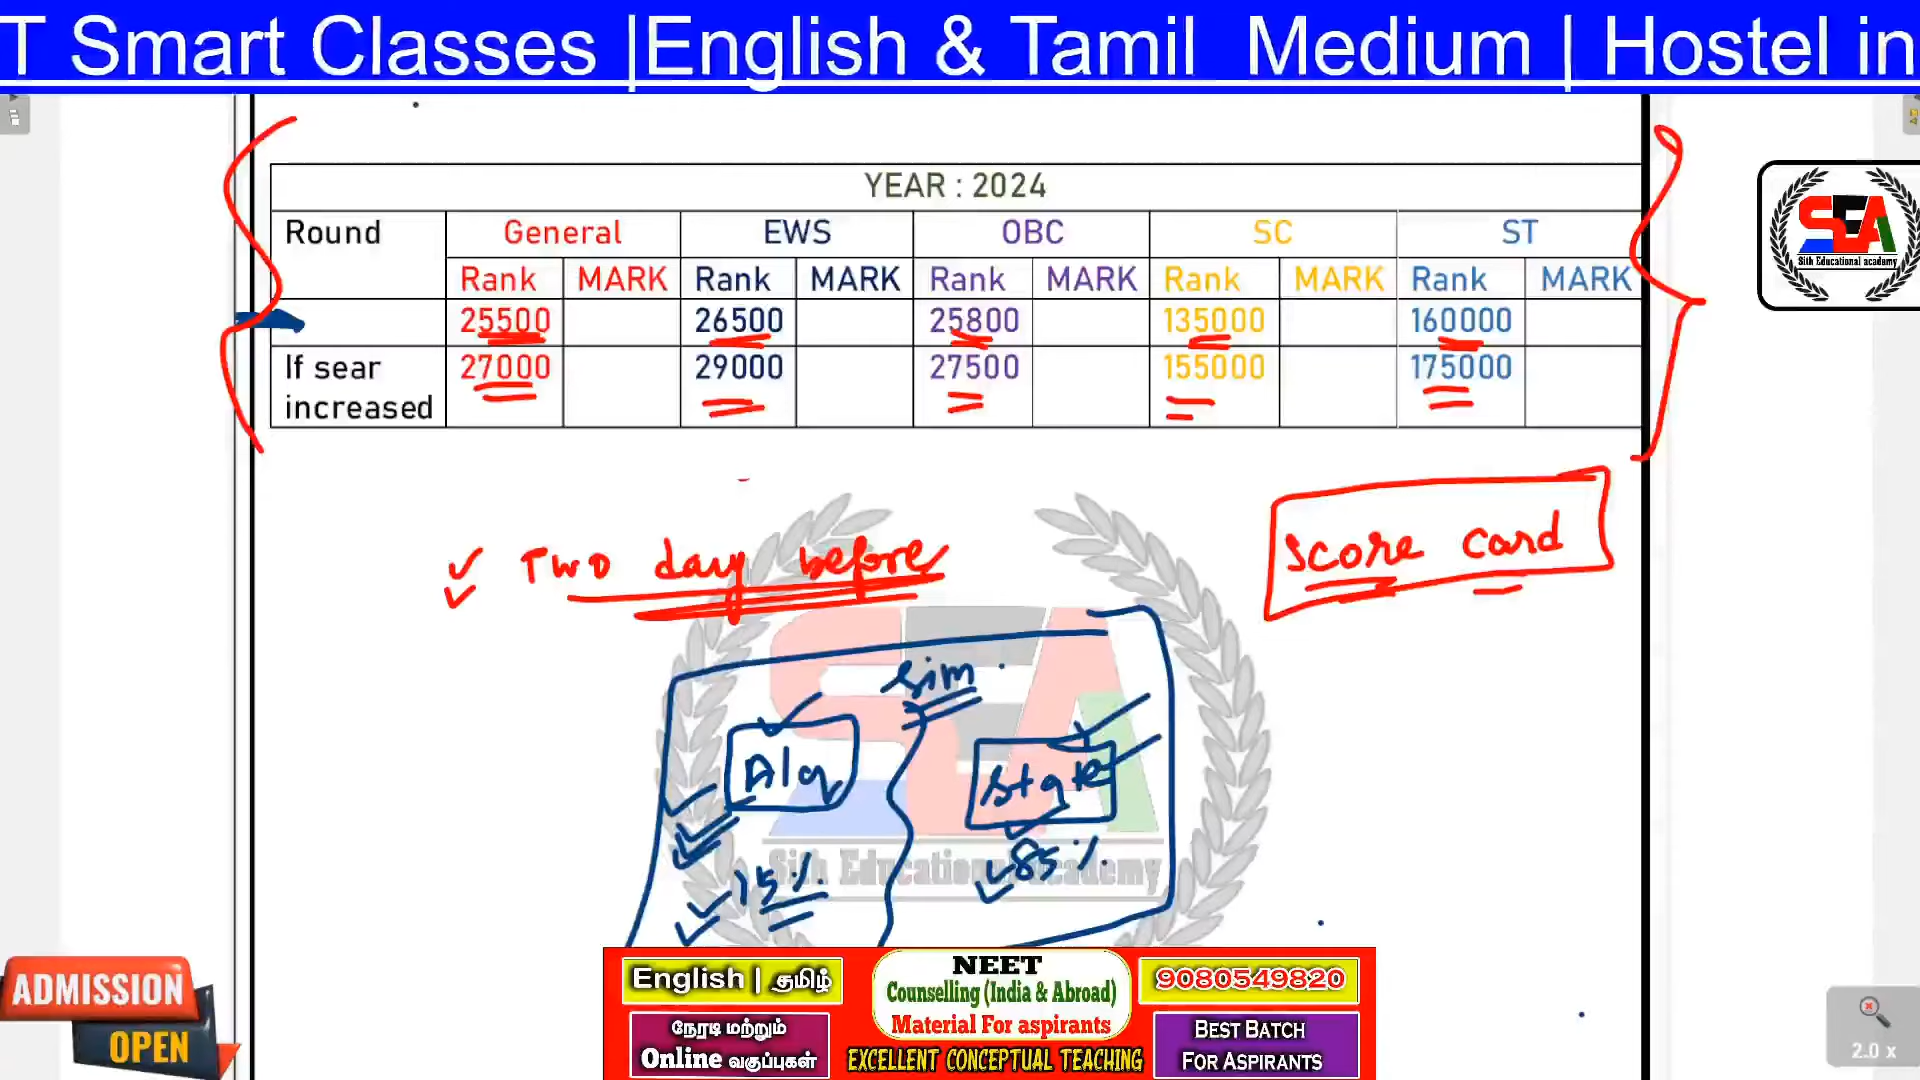 T Smart Classes |English & Tamil Medium | Hostel in
YEAR : 2024
Round General EWS OBC SC ST
Rank MARK Rank MARK Rank MARK Rank MARK Rank MARK
25500 26500 25800 135000 160000
If sear increased 27000 29000 27500 155000 175000
SEA
Sith Educational academy
Two day before
Score card
Sim
AIQ
State
15%
85%
SEA
Sith Educational academy
ADMISSION
OPEN
English | தமிழ்
நேரடி மற்றும்
Online வகுப்புகள்
NEET
Counselling (India & Abroad)
Material For aspirants
EXCELLENT CONCEPTUAL TEACHING
9080549820
BEST BATCH
FOR ASPIRANTS
2.0 x